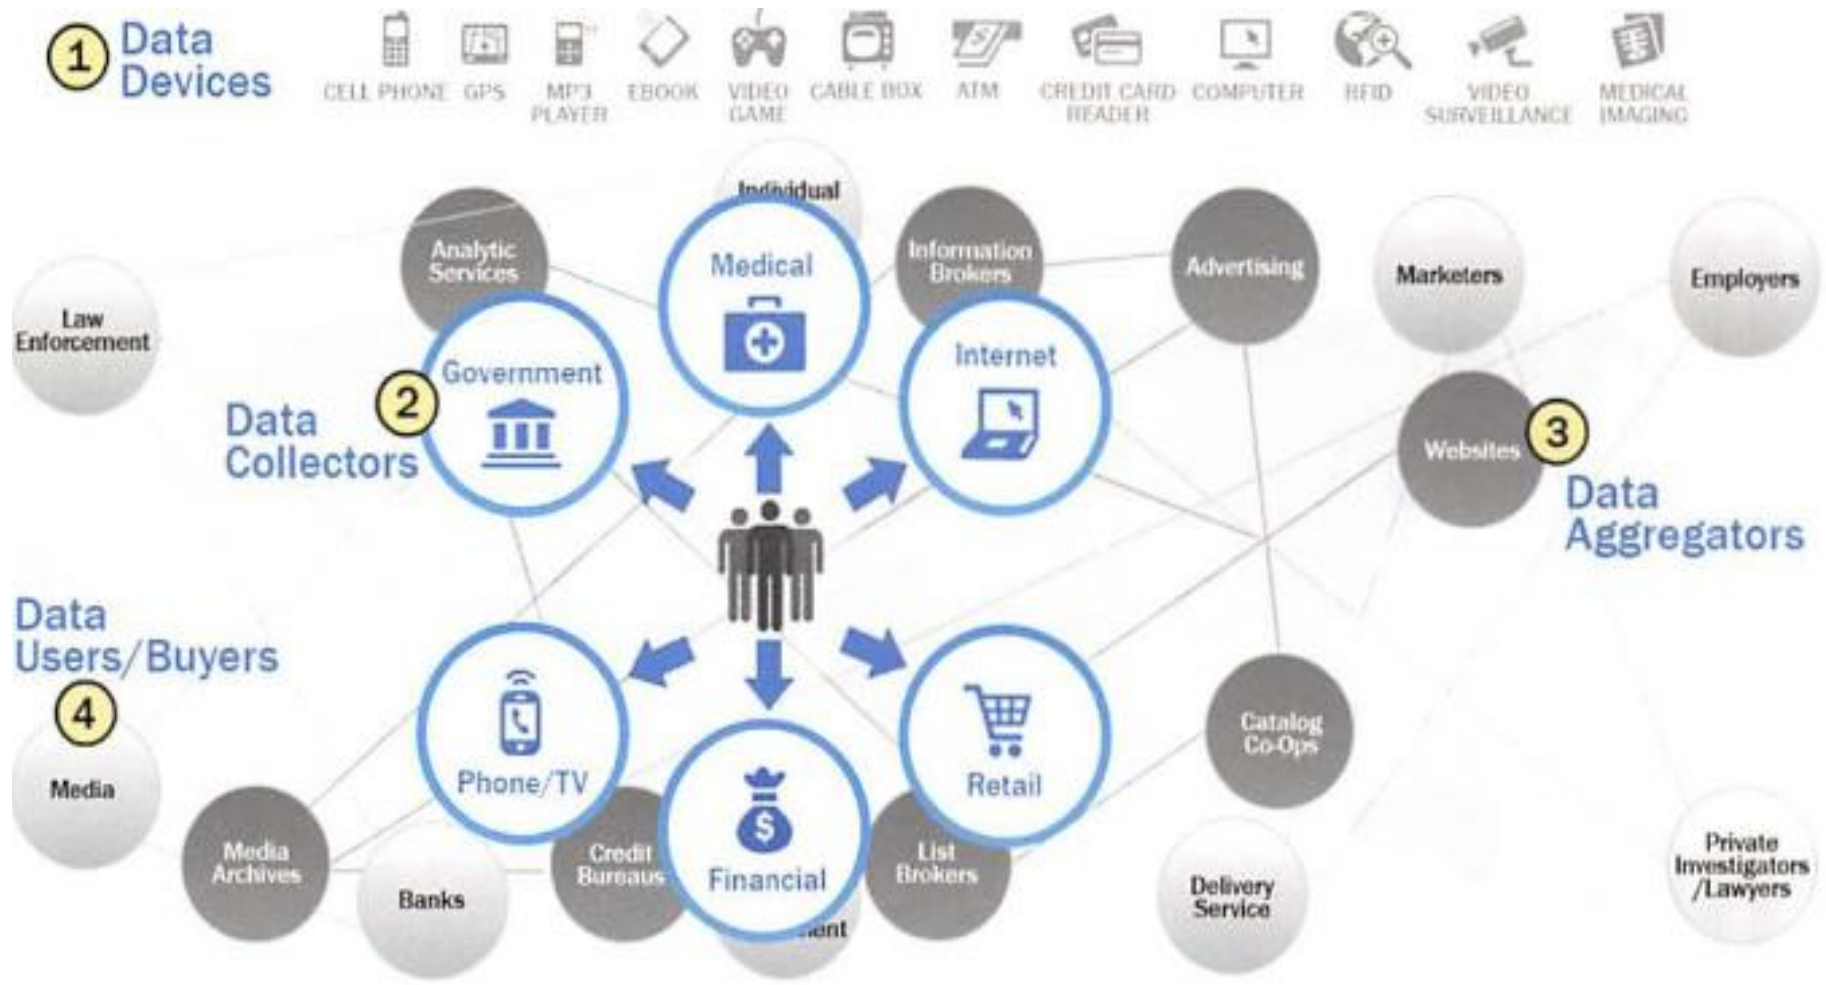 1 Data
Devices
CELL PHONE
GPS
MP3
PLAYER
EBOOK
VIDEO
GAME
CABLE BOX
ATM
CREDIT CARD
READER
COMPUTER
RFID
VIDEO
SURVEILLANCE
MEDICAL
IMAGING
Individual
Analytic
Services
Medical
Information
Brokers
Advertising
Marketers
Employers
Law
Enforcement
Government
Internet
2
Data
Collectors
Websites
3
Data
Aggregators
Data
Users/Buyers
4
Media
Phone/TV
Retail
Catalog
Co-Ops
Media
Archives
Banks
Credit
Bureaus
$
Financial
List
Brokers
Delivery
Service
Private
Investigators
/Lawyers